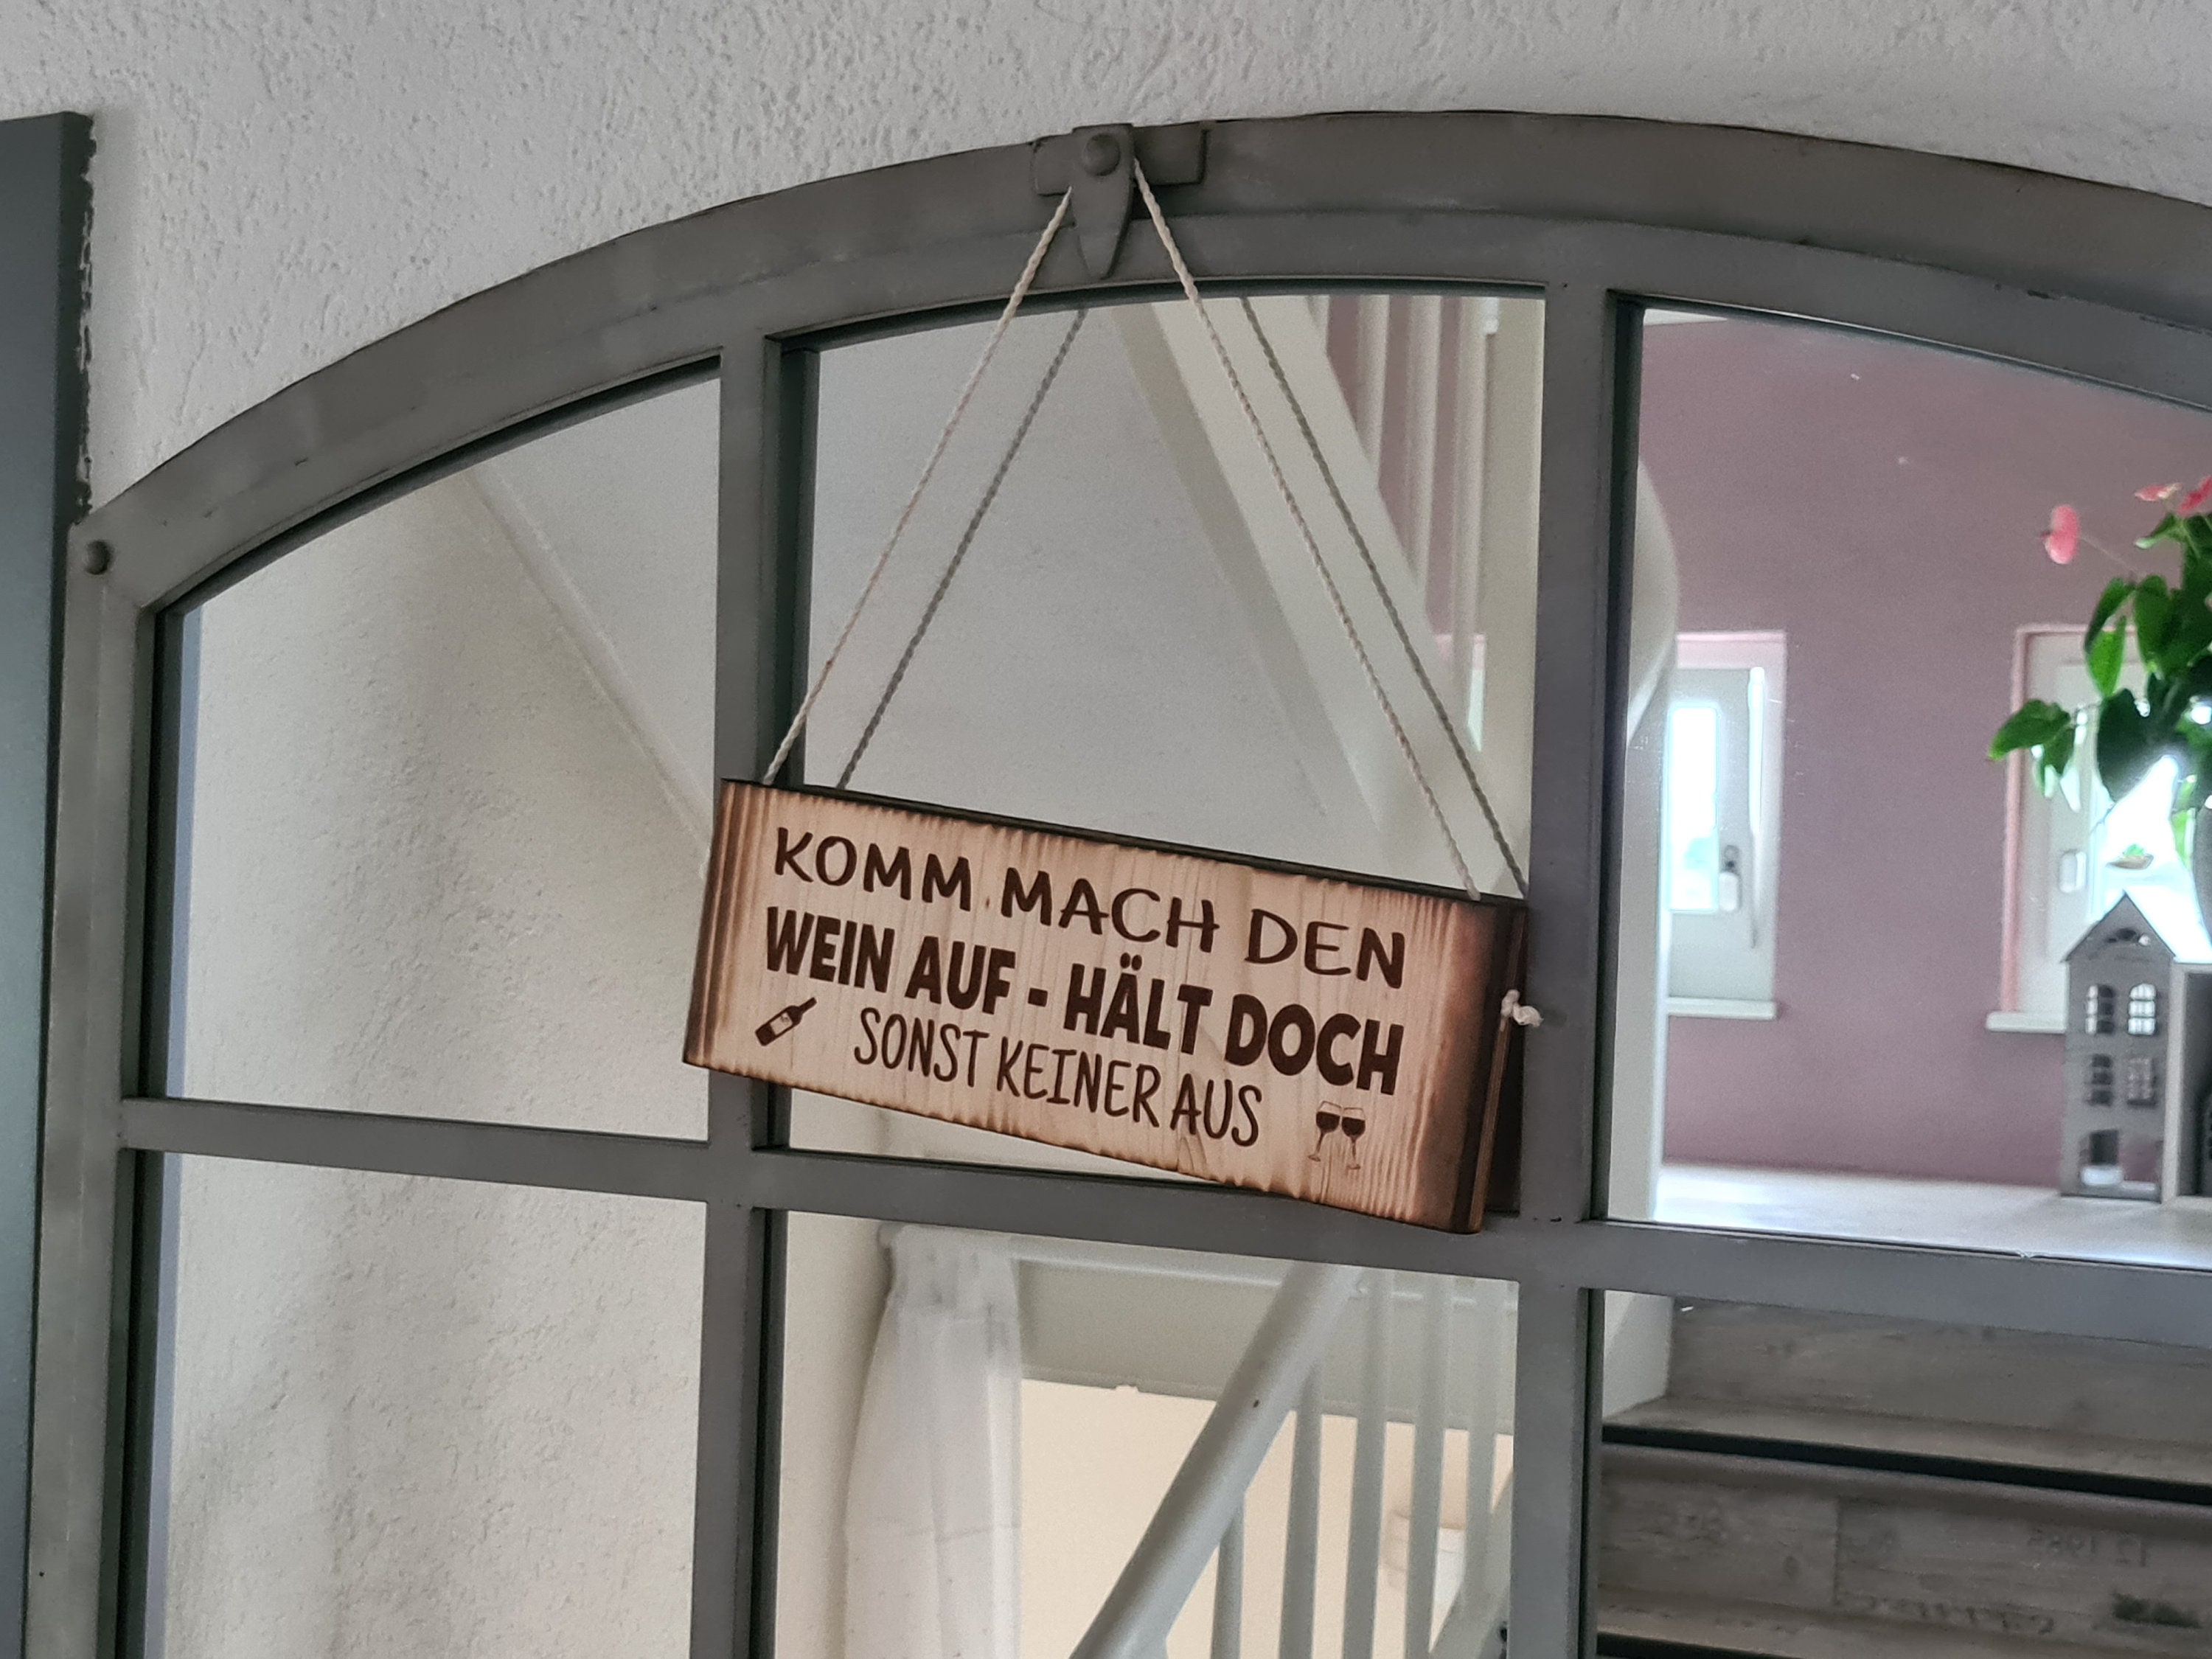 KOMM MACH DEN
WEIN AUF - HÄLT DOCH
SONST KEINER AUS